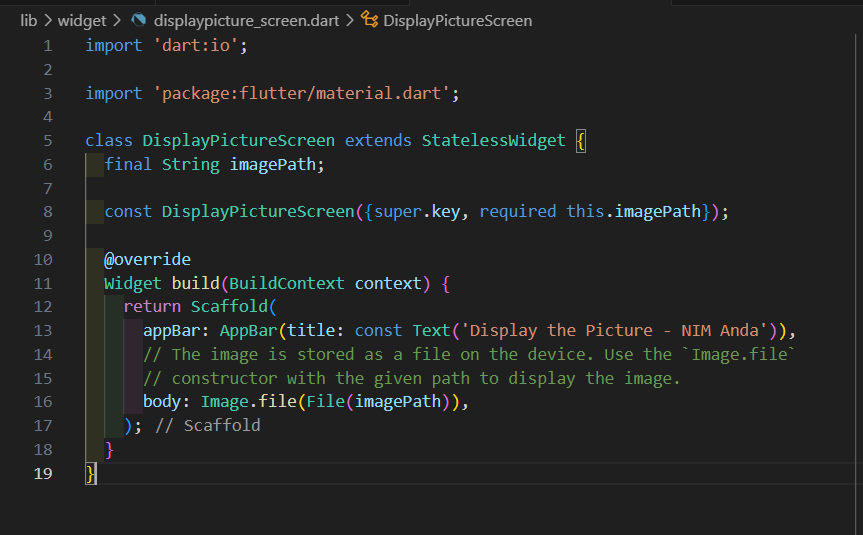 lib > widget > displaypicture_screen.dart > DisplayPictureScreen
1 import 'dart:io';
2
3 import 'package:flutter/material.dart';
4
5 class DisplayPictureScreen extends StatelessWidget {
6   final String imagePath;
7
8   const DisplayPictureScreen({super.key, required this.imagePath});
9
10   @override
11   Widget build(BuildContext context) {
12     return Scaffold(
13       appBar: AppBar(title: const Text('Display the Picture - NIM Anda')),
14       // The image is stored as a file on the device. Use the `Image.file`
15       // constructor with the given path to display the image.
16       body: Image.file(File(imagePath)),
17     ); // Scaffold
18   }
19 }